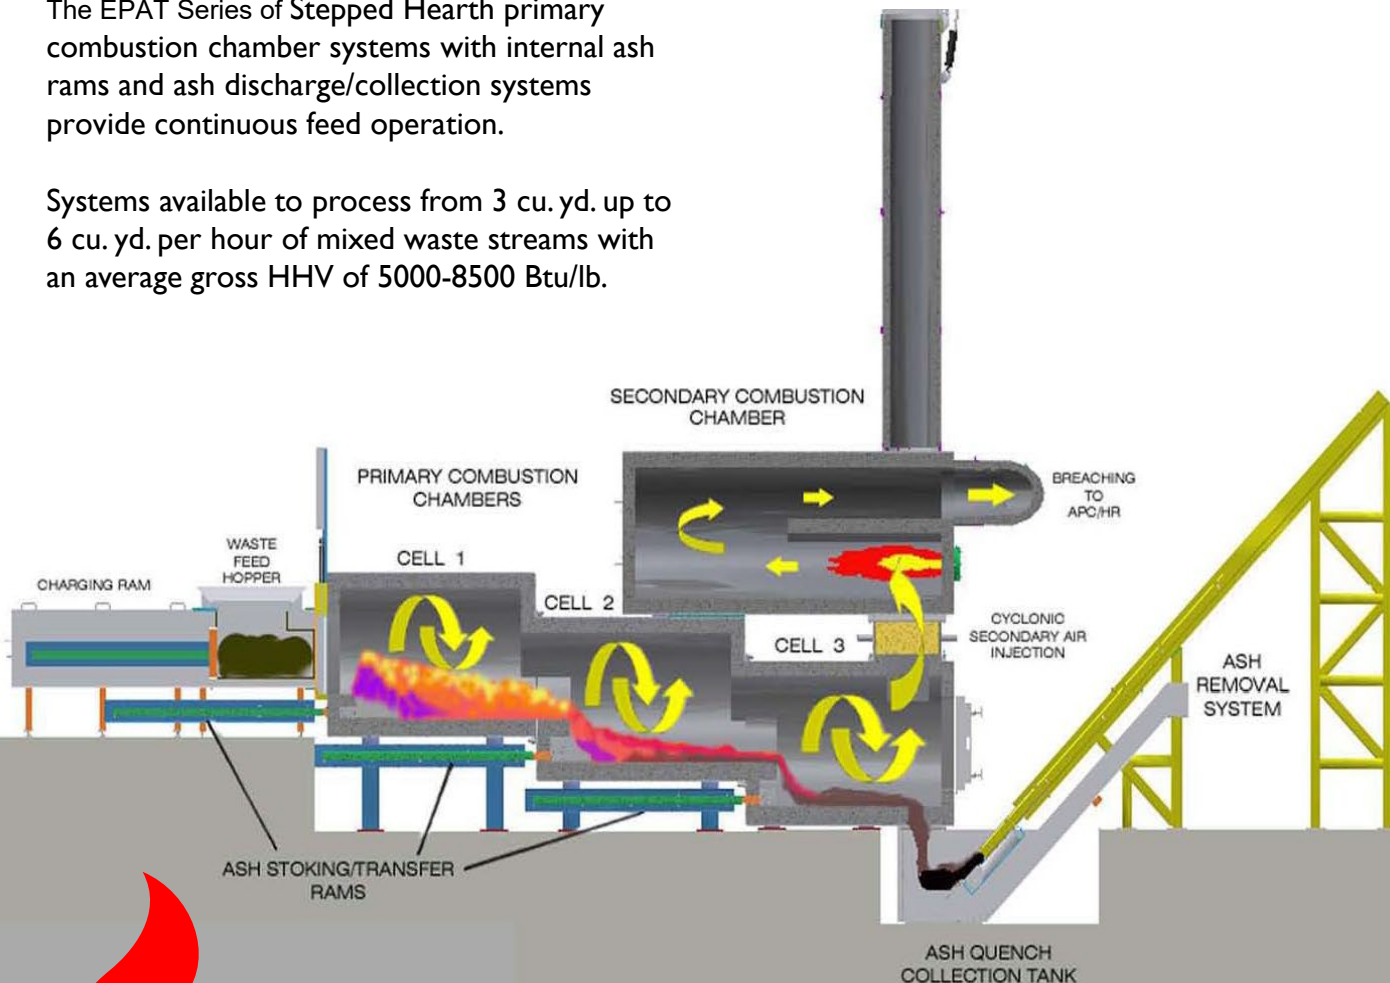 The EPAT Series of Stepped Hearth primary
combustion chamber systems with internal ash
rams and ash discharge/collection systems
provide continuous feed operation.
Systems available to process from 3 cu. yd. up to
6 cu. yd. per hour of mixed waste streams with
an average gross HHV of 5000-8500 Btu/lb.
SECONDARY COMBUSTION
CHAMBER
PRIMARY COMBUSTION
CHAMBERS
BREACHING
TO
APC/HR
WASTE
FEED
HOPPER
CELL 1
CHARGING RAM
CELL 2
CELL 3
CYCLONIC
SECONDARY AIR
INJECTION
ASH
REMOVAL
SYSTEM
ASH STOKING/TRANSFER
RAMS
ASH QUENCH
COLLECTION TANK